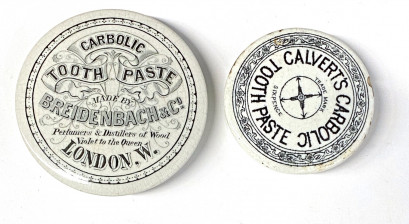 CARBOLIC
TOOTH PASTE
MADE BY
BREIDENBACH & Co.
Perfumers & Distillers of Wood
Violet to the Queen
LONDON. W.
CALVERT'S CARBOLIC
TOOTH PASTE
TRADE MARK
SIXPENCE